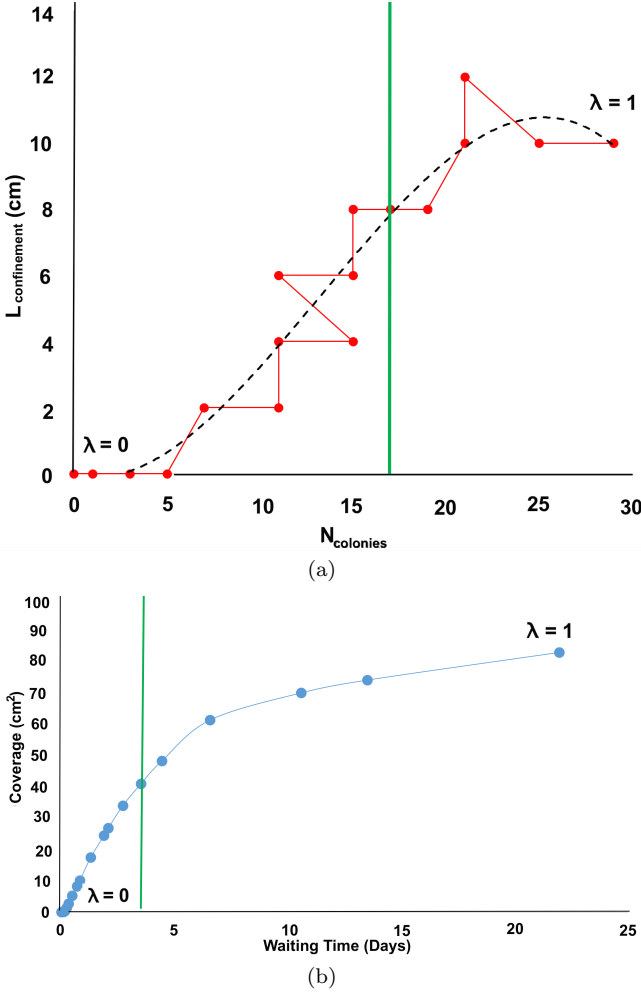 14
12
10
8
6
4
2
0
L confinement (cm)
λ = 0
λ = 1
0 5 10 15 20 25 30
Ncolonies
(a)
100
90
80
70
60
50
40
30
20
10
0
Coverage (cm²)
λ = 1
λ = 0
0 5 10 15 20 25
Waiting Time (Days)
(b)